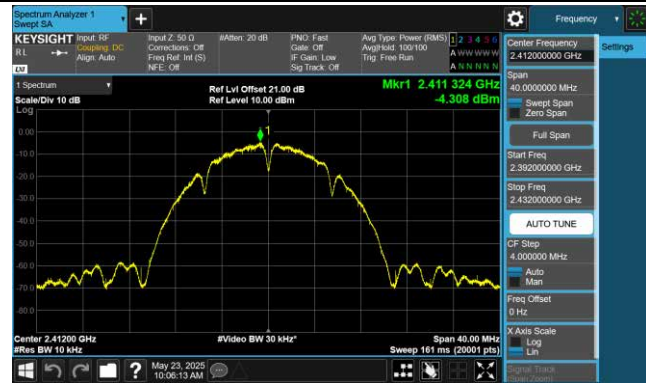 Spectrum Analyzer 1
Swept SA
+
Frequency
KEYSIGHT
RL
Input: RF
Coupling: DC
Align: Auto
Input Z: 50 Ω
Corrections: Off
Freq Ref: Int (S)
NFE: Off
#Atten: 20 dB
PNO: Fast
Gate: Off
IF Gain: Low
Sig Track: Off
Avg Type: Power (RMS)
Avg|Hold: 100/100
Trig: Free Run
1 2 3 4 5 6
A W W W W W
A N N N N N
LXI
1 Spectrum
Scale/Div 10 dB
Log
Ref Lvl Offset 21.00 dB
Ref Level 10.00 dBm
Mkr1 2.411 324 GHz
-4.308 dBm
1
0.00
-10.0
-20.0
-30.0
-40.0
-50.0
-60.0
-70.0
-80.0
Center 2.41200 GHz
#Res BW 10 kHz
#Video BW 30 kHz*
Span 40.00 MHz
Sweep 161 ms (20001 pts)
?
May 23, 2025
10:06:13 AM
Center Frequency
2.412000000 GHz
Settings
Span
40.0000000 MHz
Swept Span
Zero Span
Full Span
Start Freq
2.392000000 GHz
Stop Freq
2.432000000 GHz
AUTO TUNE
CF Step
4.000000 MHz
Auto
Man
Freq Offset
0 Hz
X Axis Scale
Log
Lin
Signal Track
(Span Zoom)